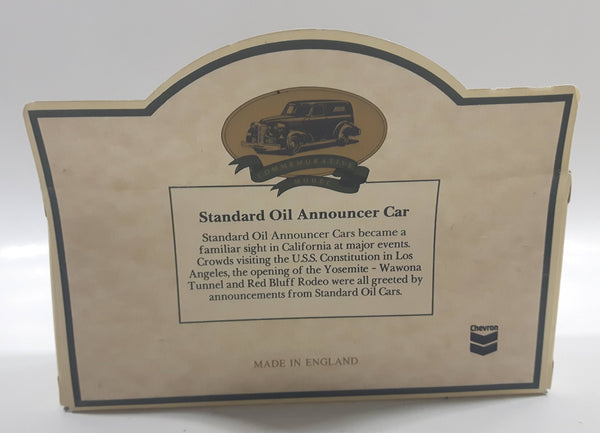 COMMEMORATIVE
MODEL
Standard Oil Announcer Car
Standard Oil Announcer Cars became a
familiar sight in California at major events.
Crowds visiting the U.S.S. Constitution in Los
Angeles, the opening of the Yosemite - Wawona
Tunnel and Red Bluff Rodeo were all greeted by
announcements from Standard Oil Cars.
Chevron
MADE IN ENGLAND